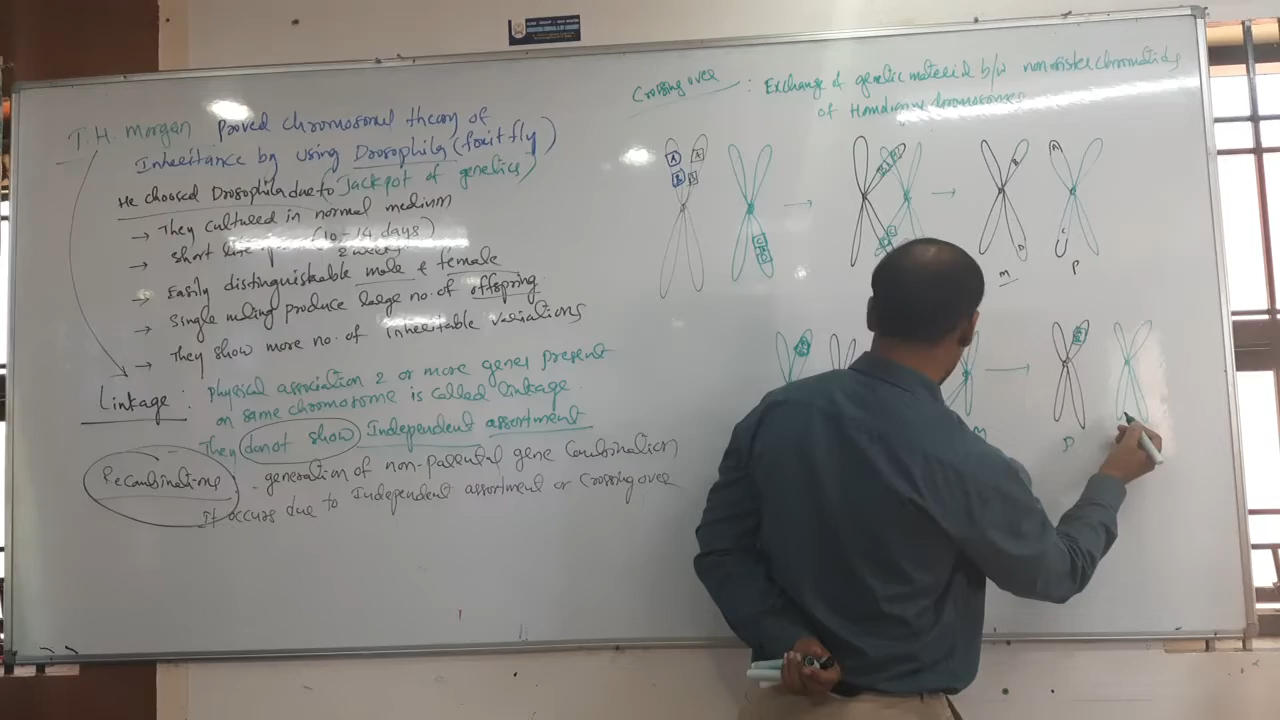 T.H. Morgan Proved chromosomal theory of
Inheritance by using Drosophila (fruit fly)
He choosed Drosophila due to Jackpot of genetics)
→ They cultured in normal medium
→ short life (10-14 days)
2 weeks
→ Easily distinguishable male & female
→ Single mating produce large no. of offspring
→ They show more no. of inheritable variations
Linkage : Physical association 2 or more genes present
on same chromosome is called linkage
They donot show Independent assortment
Recombinations - generation of non-parental gene Combination
It occurs due to Independent assortment or Crossing over
Crossing over : Exchange of genetic material b/w non sister chromatids
of chromosomes
A A
B B
C
D
M P
P